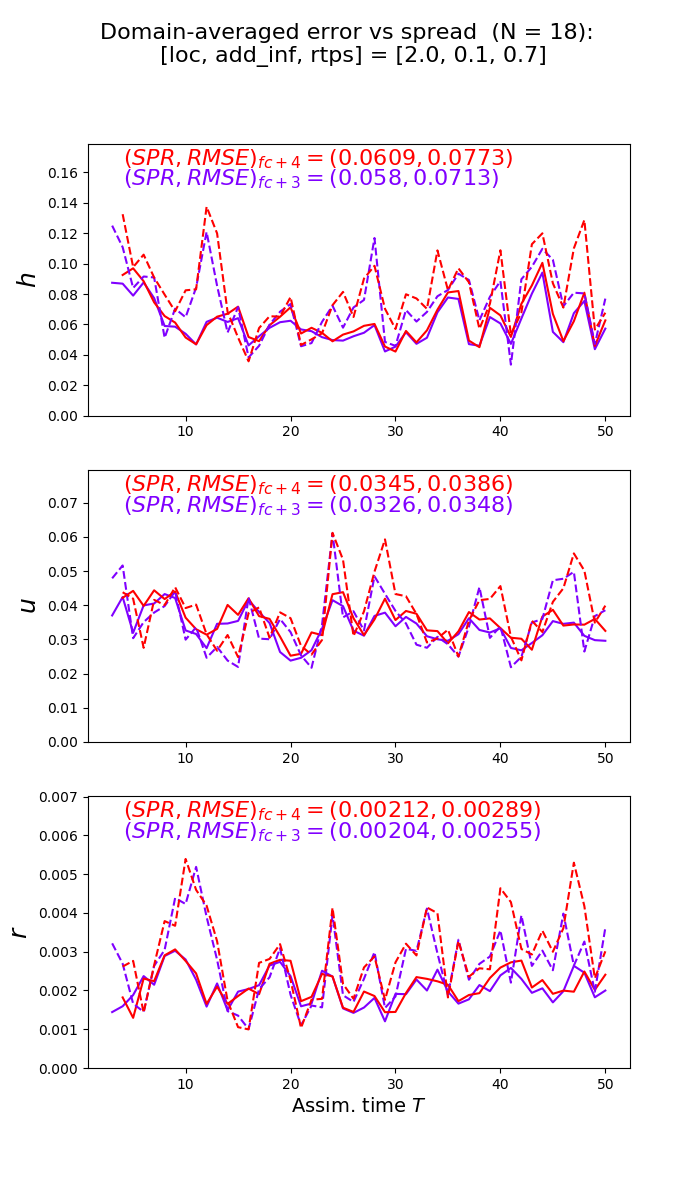 Domain-averaged error vs spread (N = 18):
[loc, add_inf, rtps] = [2.0, 0.1, 0.7]
(SPR, RMSE)fc+4 = (0.0609, 0.0773)
(SPR, RMSE)fc+3 = (0.058, 0.0713)
0.16
0.14
0.12
0.10
0.08
0.06
0.04
0.02
0.00
h
10 20 30 40 50
(SPR, RMSE)fc+4 = (0.0345, 0.0386)
(SPR, RMSE)fc+3 = (0.0326, 0.0348)
0.07
0.06
0.05
0.04
0.03
0.02
0.01
0.00
u
10 20 30 40 50
(SPR, RMSE)fc+4 = (0.00212, 0.00289)
(SPR, RMSE)fc+3 = (0.00204, 0.00255)
0.007
0.006
0.005
0.004
0.003
0.002
0.001
0.000
r
10 20 30 40 50
Assim. time T